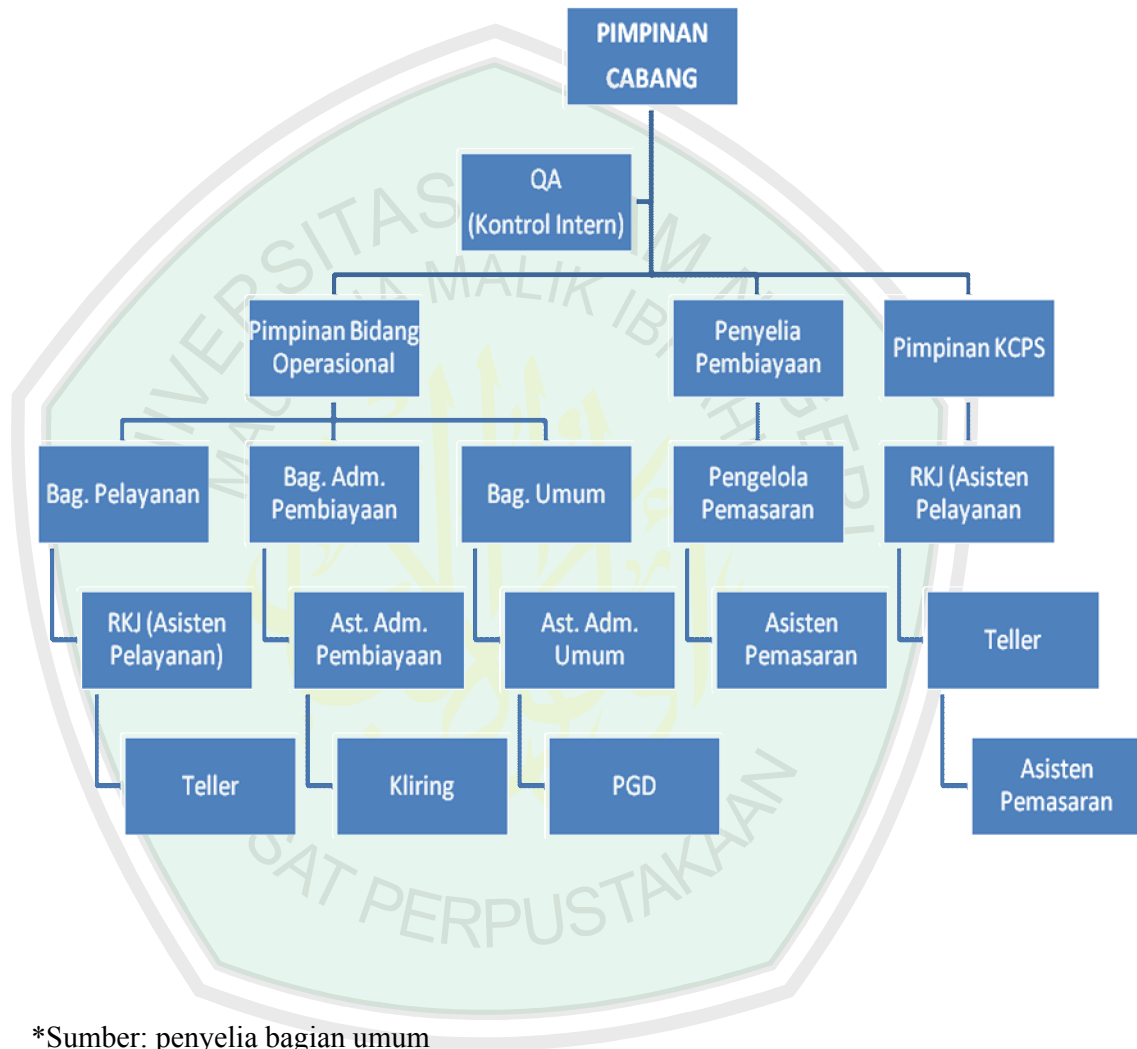 PIMPINAN
CABANG
QA
(Kontrol Intern)
Pimpinan Bidang
Operasional
Penyelia
Pembiayaan
Pimpinan KCPS
Bag. Pelayanan
Bag. Adm.
Pembiayaan
Bag. Umum
Pengelola
Pemasaran
RKJ (Asisten
Pelayanan
RKJ (Asisten
Pelayanan)
Ast. Adm.
Pembiayaan
Ast. Adm.
Umum
Asisten
Pemasaran
Teller
Teller
Kliring
PGD
Asisten
Pemasaran
*Sumber: penyelia bagian umum